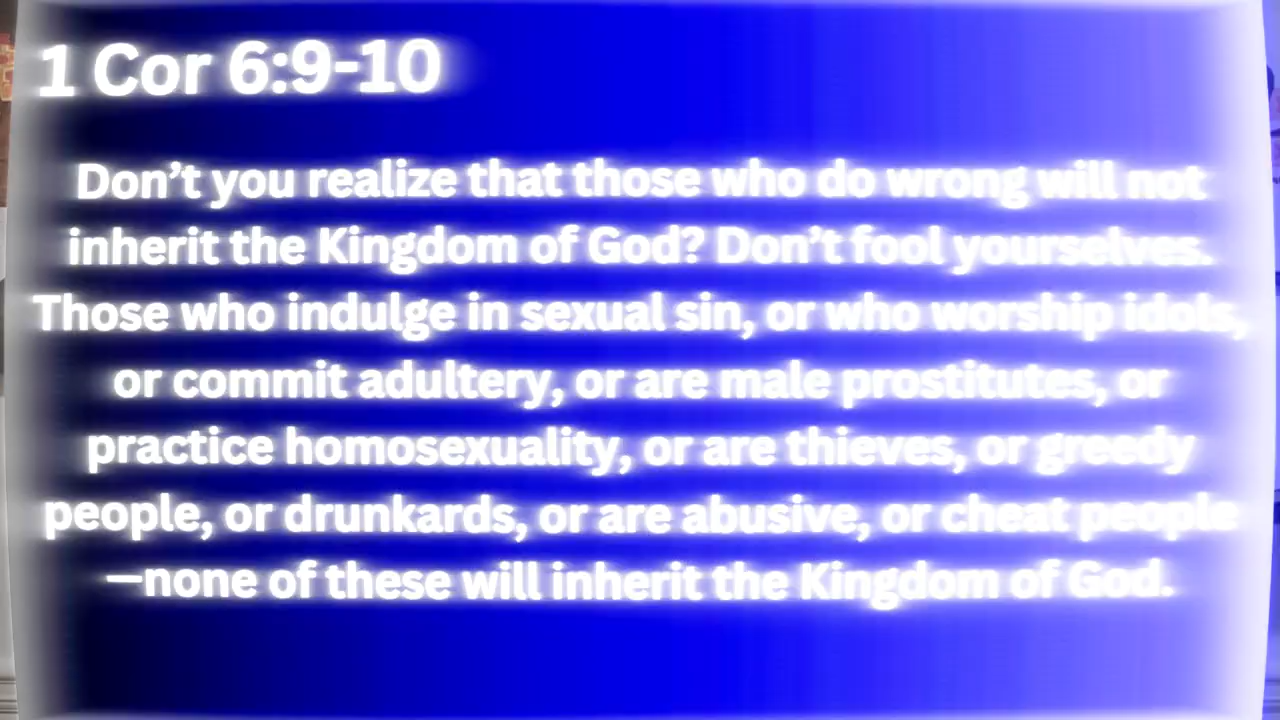 1 Cor 6:9-10
Don't you realize that those who do wrong will not
inherit the Kingdom of God? Don't fool yourselves.
Those who indulge in sexual sin, or who worship idols,
or commit adultery, or are male prostitutes, or
practice homosexuality, or are thieves, or greedy
people, or drunkards, or are abusive, or cheat people
—none of these will inherit the Kingdom of God.